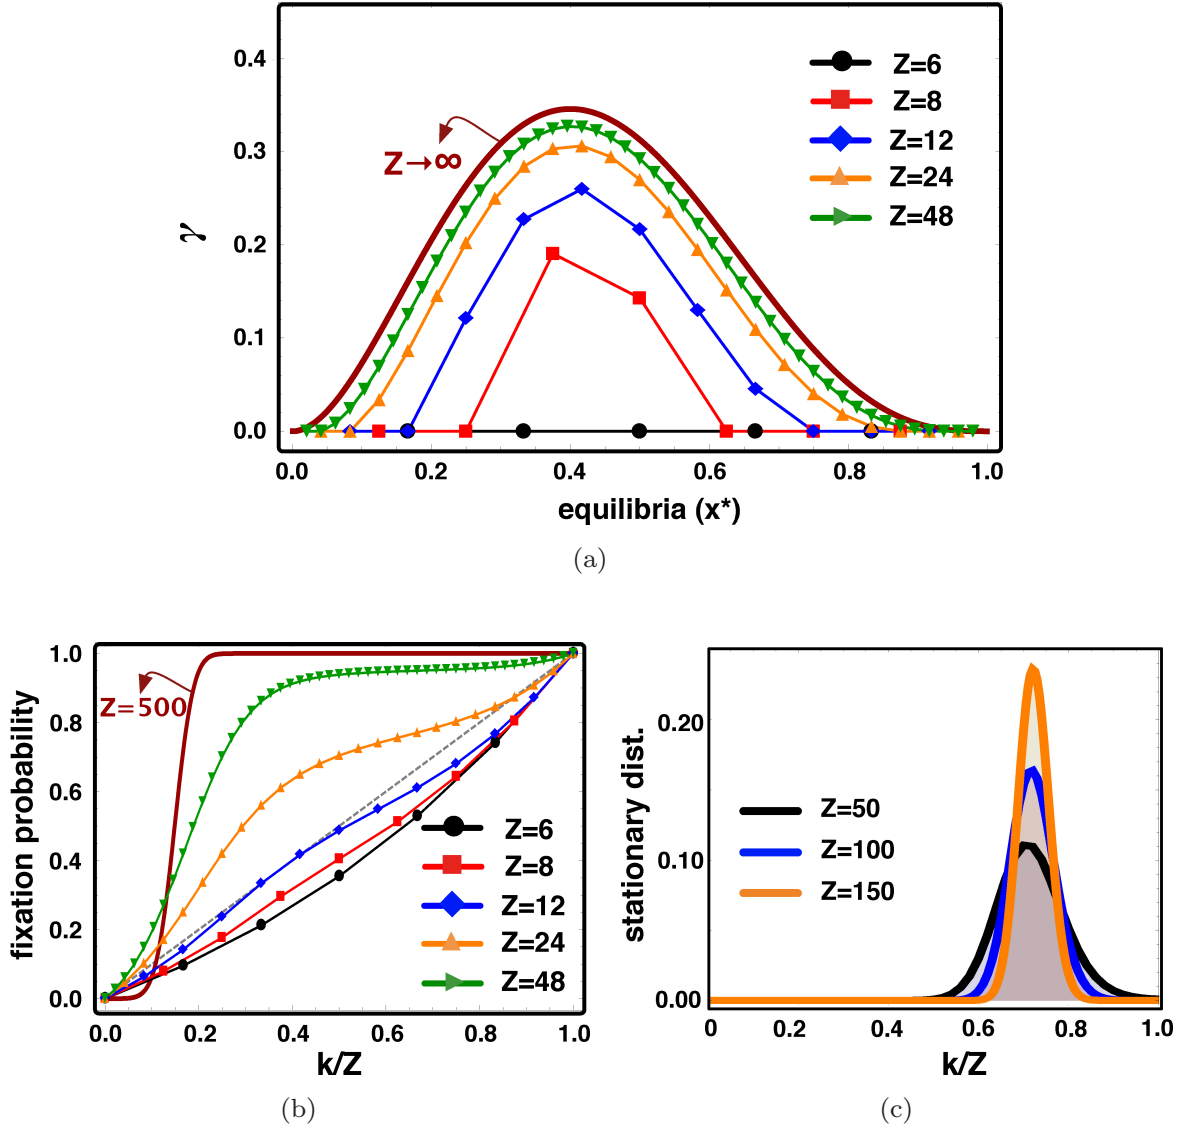 0.4
0.3
0.2
0.1
0.0
γ
Z→∞
Z=6
Z=8
Z=12
Z=24
Z=48
0.0 0.2 0.4 0.6 0.8 1.0
equilibria (x*)
(a)
1.0
0.8
0.6
0.4
0.2
0.0
fixation probability
Z=500
Z=6
Z=8
Z=12
Z=24
Z=48
0.0 0.2 0.4 0.6 0.8 1.0
k/Z
(b)
0.20
0.10
0.00
stationary dist.
Z=50
Z=100
Z=150
0 0.2 0.4 0.6 0.8 1.0
k/Z
(c)